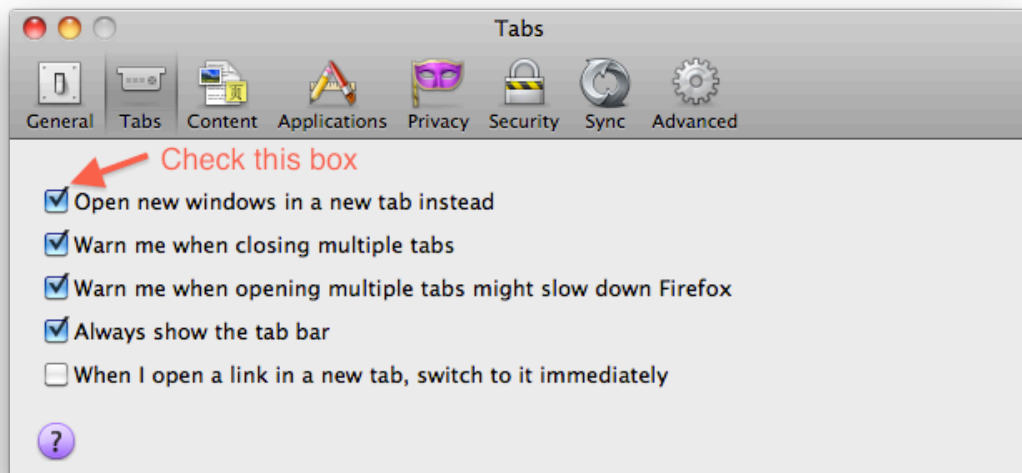 Tabs
General Tabs Content Applications Privacy Security Sync Advanced
Check this box
Open new windows in a new tab instead
Warn me when closing multiple tabs
Warn me when opening multiple tabs might slow down Firefox
Always show the tab bar
When I open a link in a new tab, switch to it immediately
?